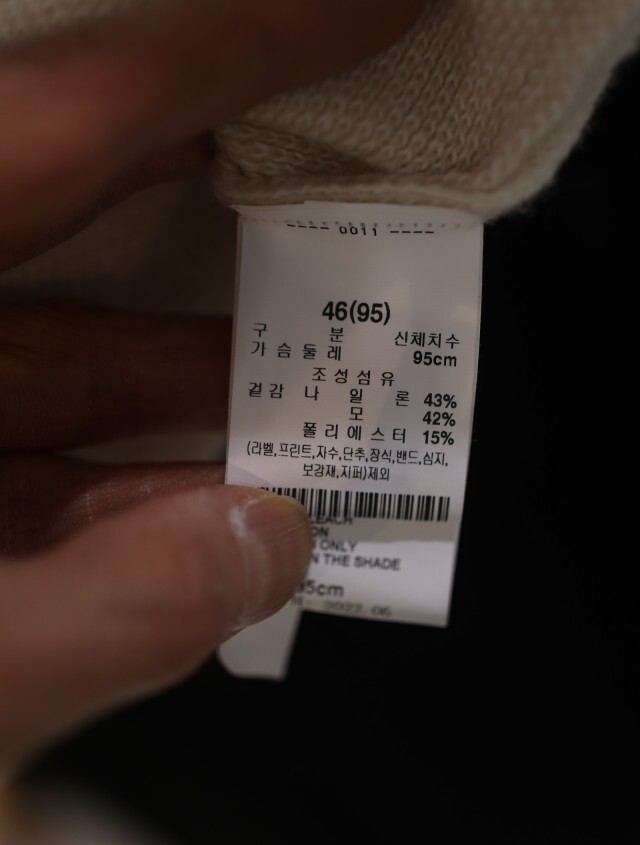 ---- 0011 ----
46(95)
구 분 신체치수
가슴둘레 95cm
조성섬유
겉감 나일론 43%
모 42%
폴리에스터 15%
(라벨,프린트,자수,단추,장식,밴드,심지,
보강재,지퍼)제외
ONLY
THE SHADE
2022.06